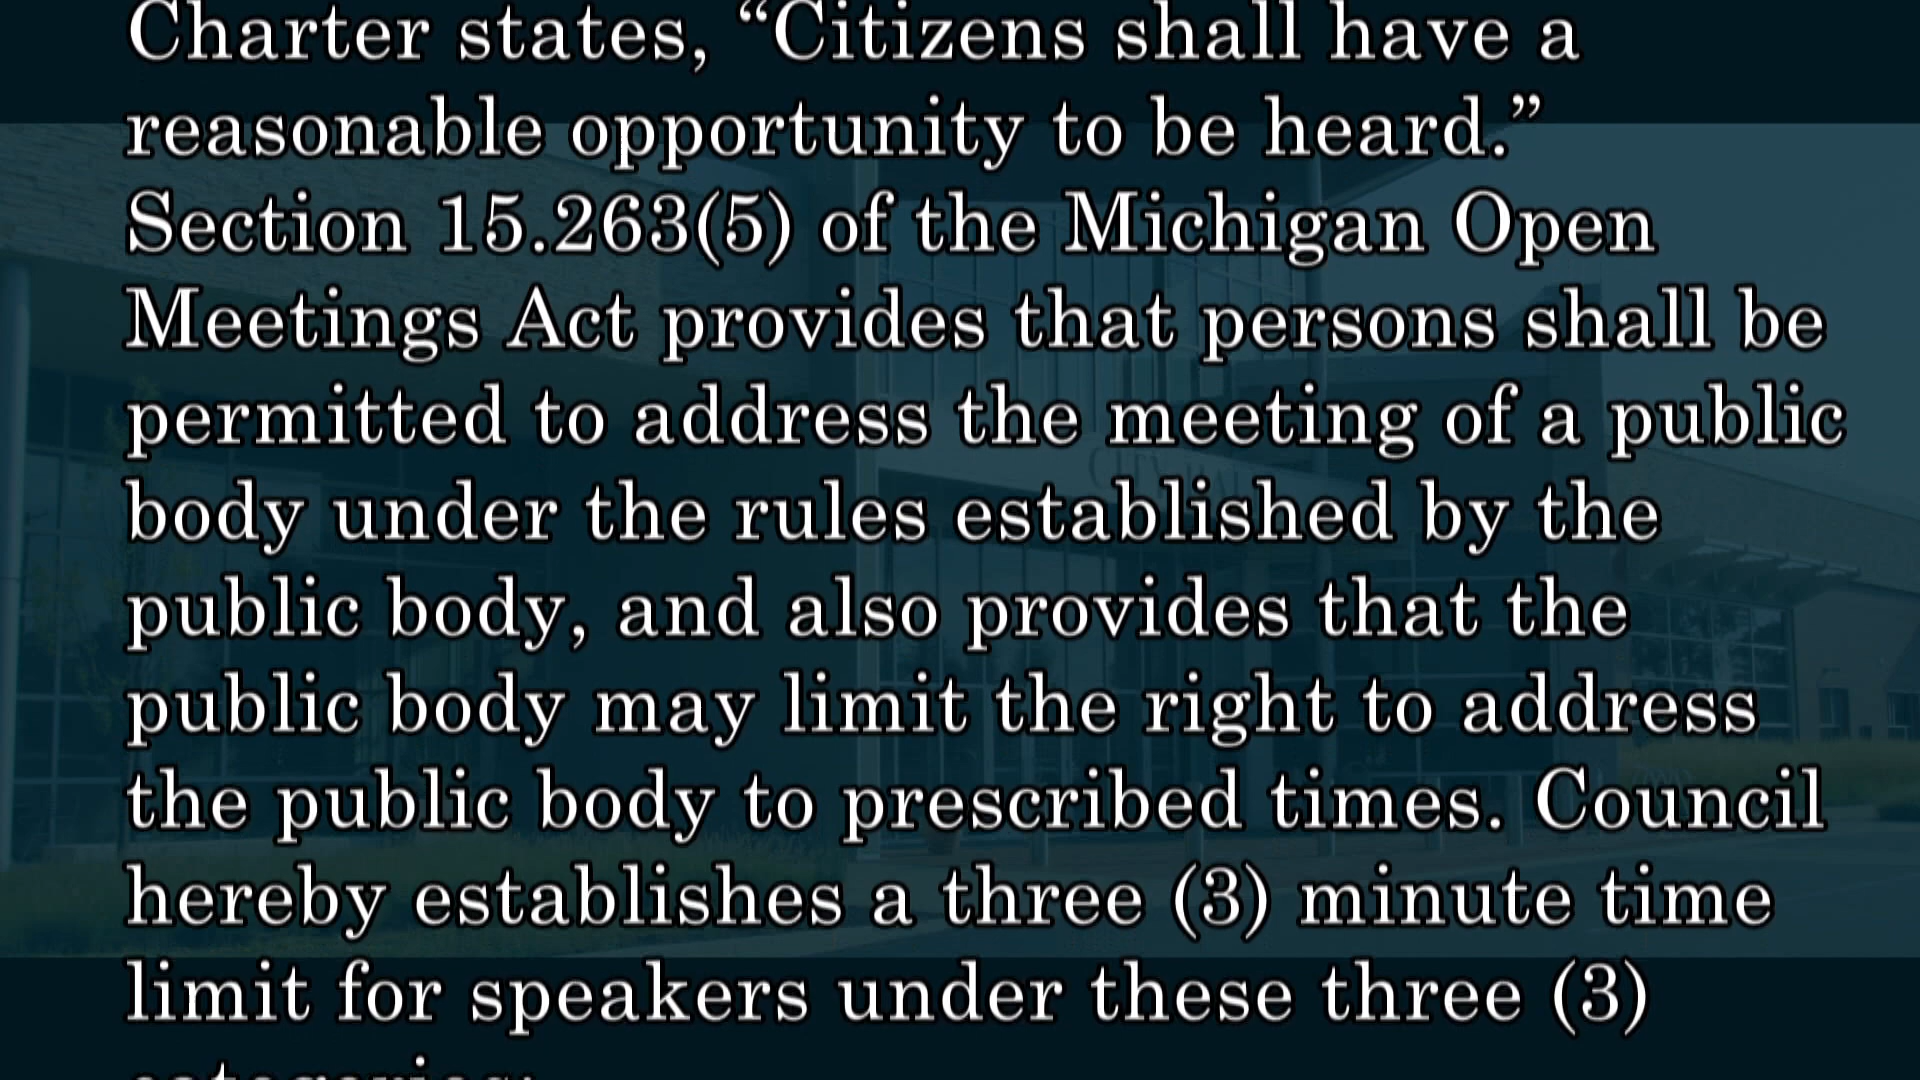 Charter states, “Citizens shall have a
reasonable opportunity to be heard.”
Section 15.263(5) of the Michigan Open
Meetings Act provides that persons shall be
permitted to address the meeting of a public
body under the rules established by the
public body, and also provides that the
public body may limit the right to address
the public body to prescribed times. Council
hereby establishes a three (3) minute time
limit for speakers under these three (3)
categories: